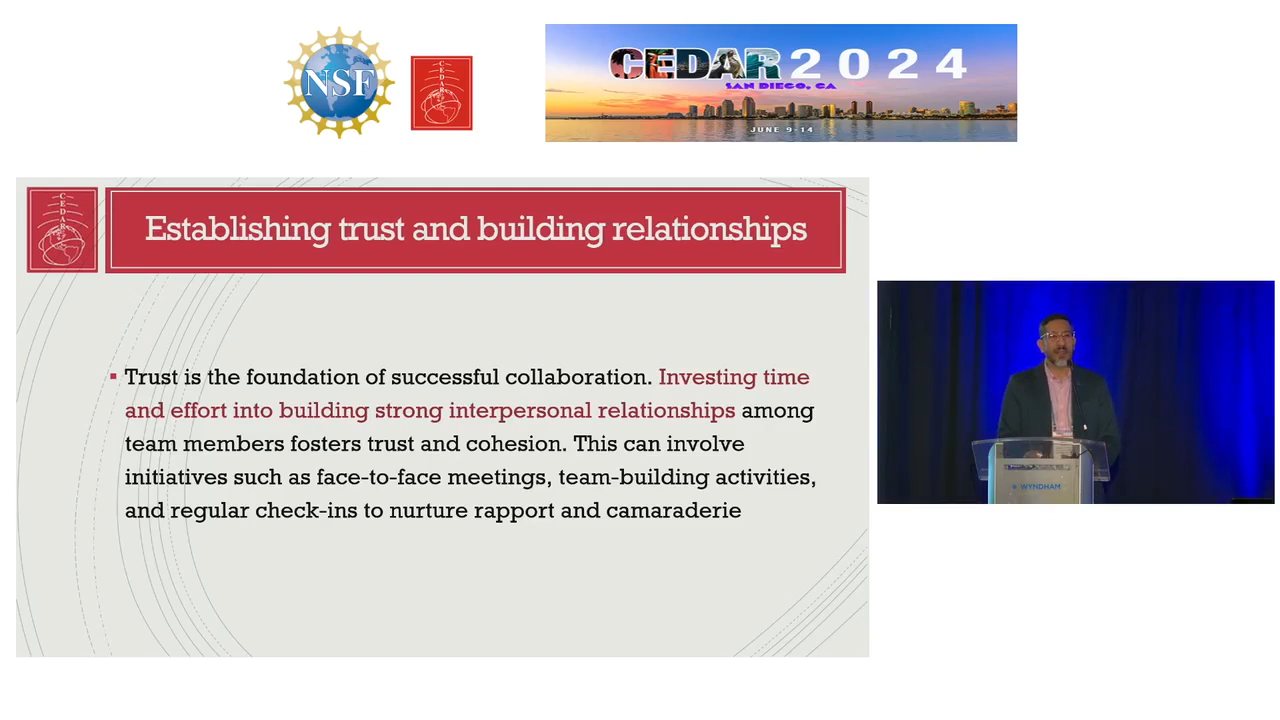 NSF
CEDAR
CEDAR 2024
SAN DIEGO, CA
JUNE 9-14
CEDAR
Establishing trust and building relationships
Trust is the foundation of successful collaboration. Investing time
and effort into building strong interpersonal relationships among
team members fosters trust and cohesion. This can involve
initiatives such as face-to-face meetings, team-building activities,
and regular check-ins to nurture rapport and camaraderie
WYNDHAM